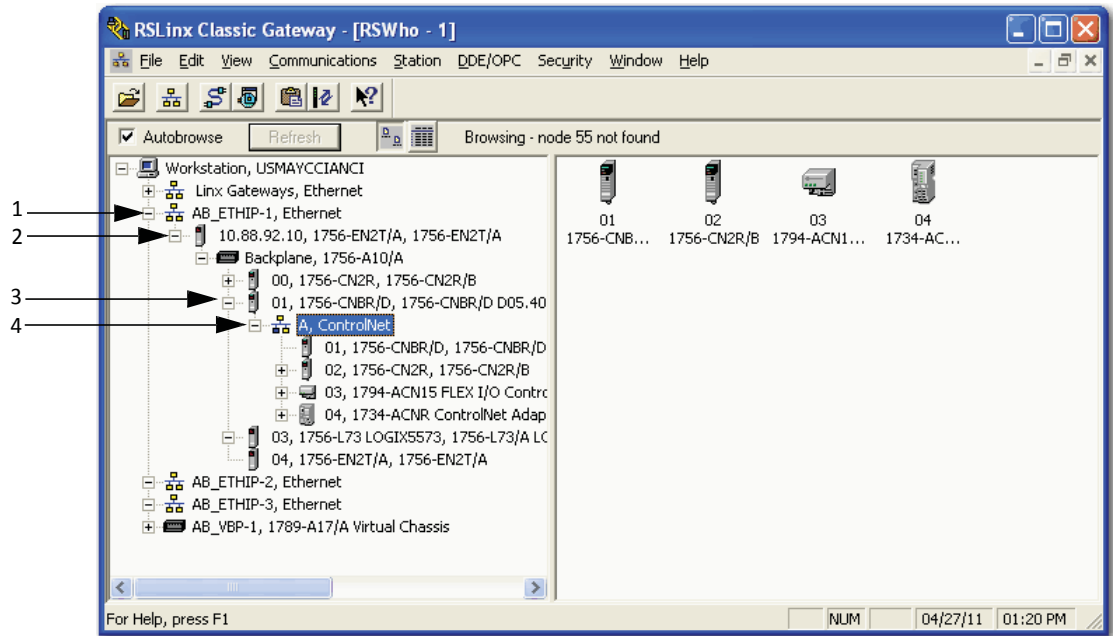 RSLinx Classic Gateway - [RSWho - 1]
File Edit View Communications Station DDE/OPC Security Window Help
Autobrowse Refresh Browsing - node 55 not found
Workstation, USMAYCCIANCI
Linx Gateways, Ethernet
1 AB_ETHIP-1, Ethernet
2 10.88.92.10, 1756-EN2T/A, 1756-EN2T/A
Backplane, 1756-A10/A
00, 1756-CN2R, 1756-CN2R/B
3 01, 1756-CNBR/D, 1756-CNBR/D D05.40
4 A, ControlNet
01, 1756-CNBR/D, 1756-CNBR/D
02, 1756-CN2R, 1756-CN2R/B
03, 1794-ACN15 FLEX I/O Contro
04, 1734-ACNR ControlNet Adap
03, 1756-L73 LOGIX5573, 1756-L73/A LO
04, 1756-EN2T/A, 1756-EN2T/A
AB_ETHIP-2, Ethernet
AB_ETHIP-3, Ethernet
AB_VBP-1, 1789-A17/A Virtual Chassis
01 02 03 04
1756-CNB... 1756-CN2R/B 1794-ACN1... 1734-AC...
For Help, press F1 NUM 04/27/11 01:20 PM